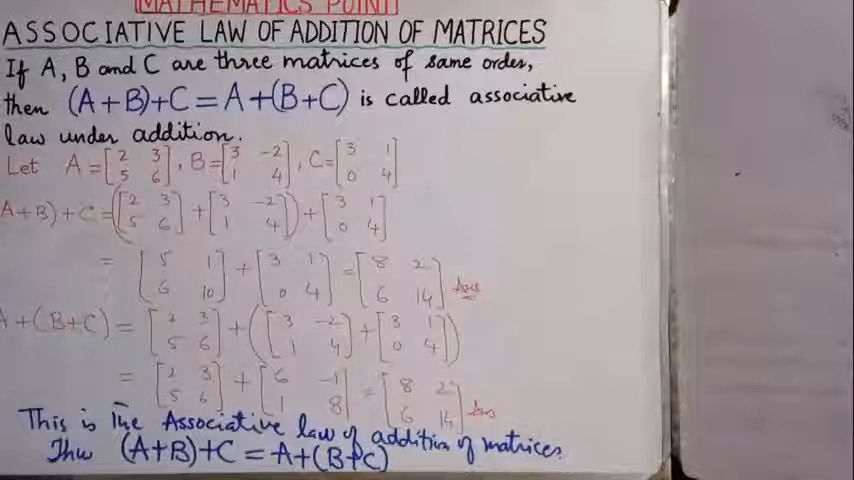 MATHEMATICS POINT
ASSOCIATIVE LAW OF ADDITION OF MATRICES
If A, B and C are three matrices of same order,
then (A+B)+C = A+(B+C) is called associative
law under addition.
Let A = [2 3; 5 6], B = [3 -2; 1 4], C = [3 1; 0 4]
A+B)+C = ([2 3; 5 6] + [3 -2; 1 4]) + [3 1; 0 4]
= [5 1; 6 10] + [3 1; 0 4] = [8 2; 6 14] Ans
A+(B+C) = [2 3; 5 6] + ([3 -2; 1 4] + [3 1; 0 4])
= [2 3; 5 6] + [6 -1; 1 8] = [8 2; 6 14] Ans
This is the Associative law of addition of matrices.
Thus (A+B)+C = A+(B+C)